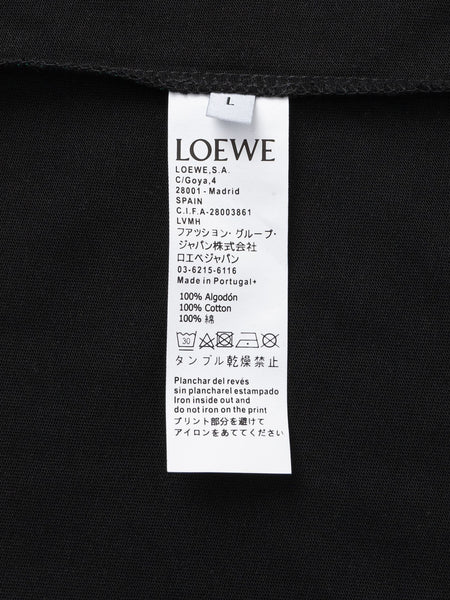 L
LOEWE
LOEWE,S.A.
C/Goya,4
28001 - Madrid
SPAIN
C.I.F.A-28003861
LVMH
ファッション・グループ・
ジャパン株式会社
ロエベジャパン
03-6215-6116
Made in Portugal+
100% Algodón
100% Cotton
100% 綿
30
タンブル乾燥禁止
Planchar del revés
sin planchar el estampado
Iron inside out and
do not iron on the print
プリント部分を避けて
アイロンをあててください